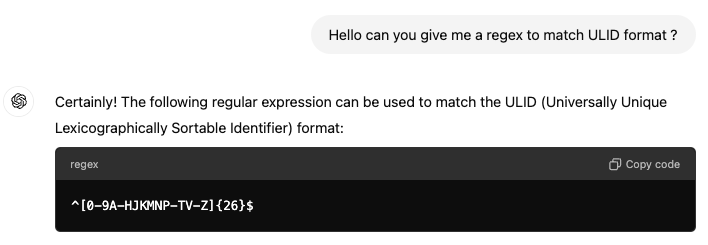 Hello can you give me a regex to match ULID format ?
Certainly! The following regular expression can be used to match the ULID (Universally Unique
Lexicographically Sortable Identifier) format:
regex
Copy code
^[0-9A-HJKMNP-TV-Z]{26}$